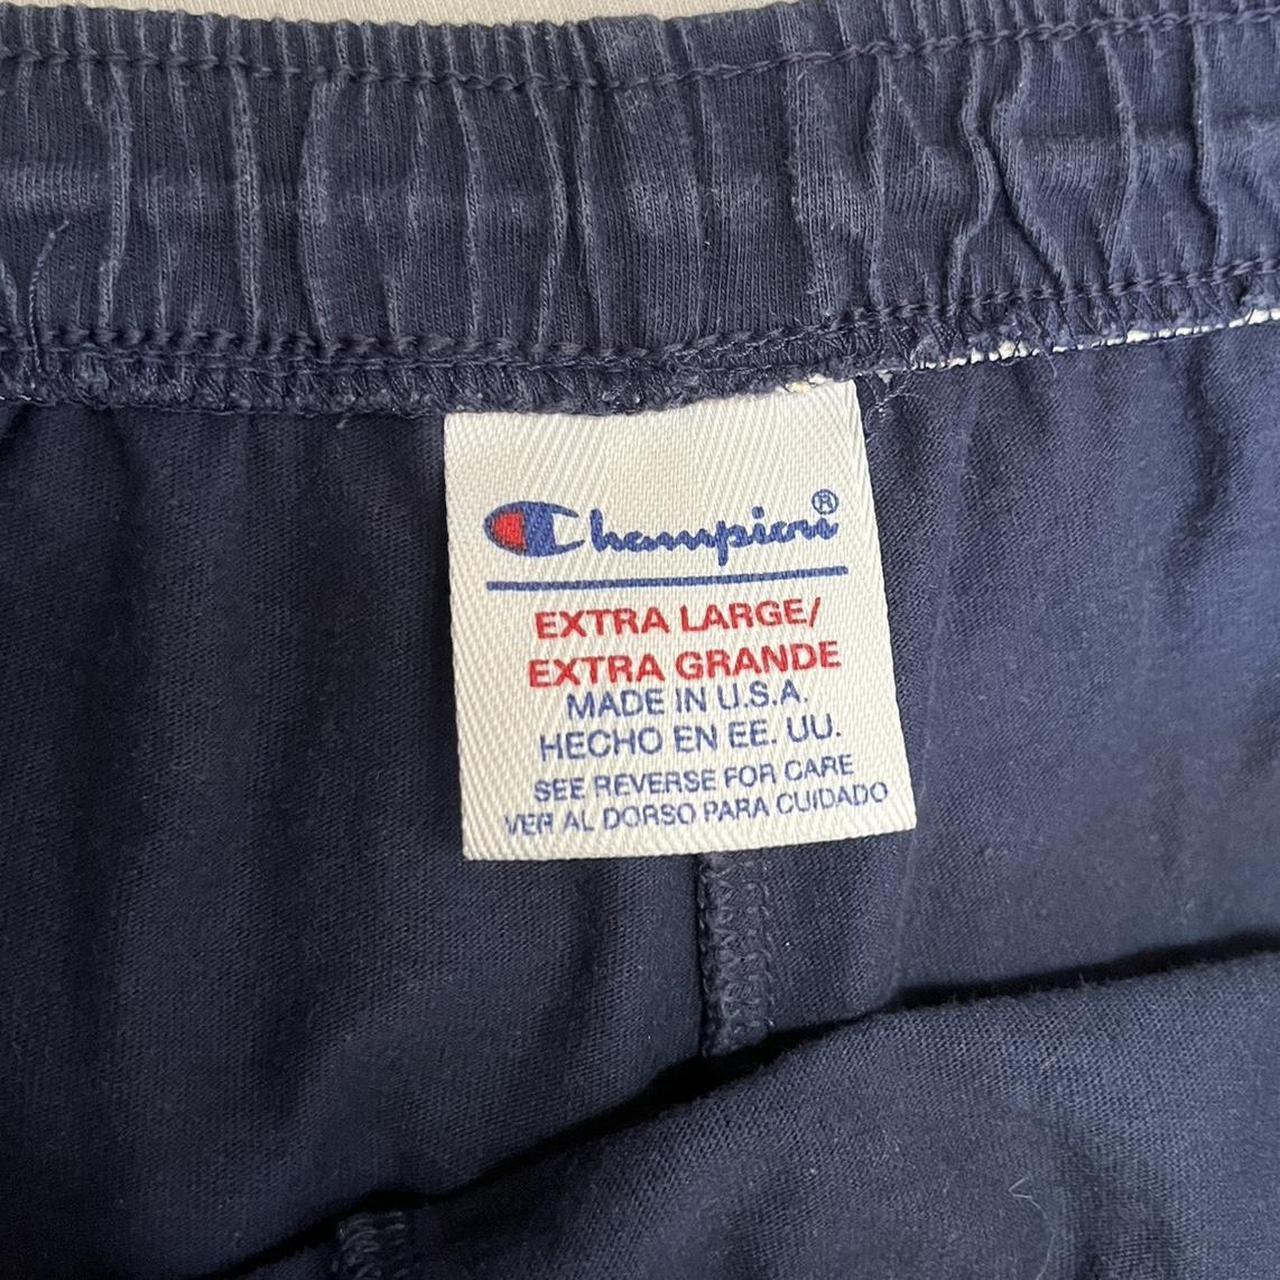 Champion®
EXTRA LARGE/
EXTRA GRANDE
MADE IN U.S.A.
HECHO EN EE. UU.
SEE REVERSE FOR CARE
VER AL DORSO PARA CUIDADO